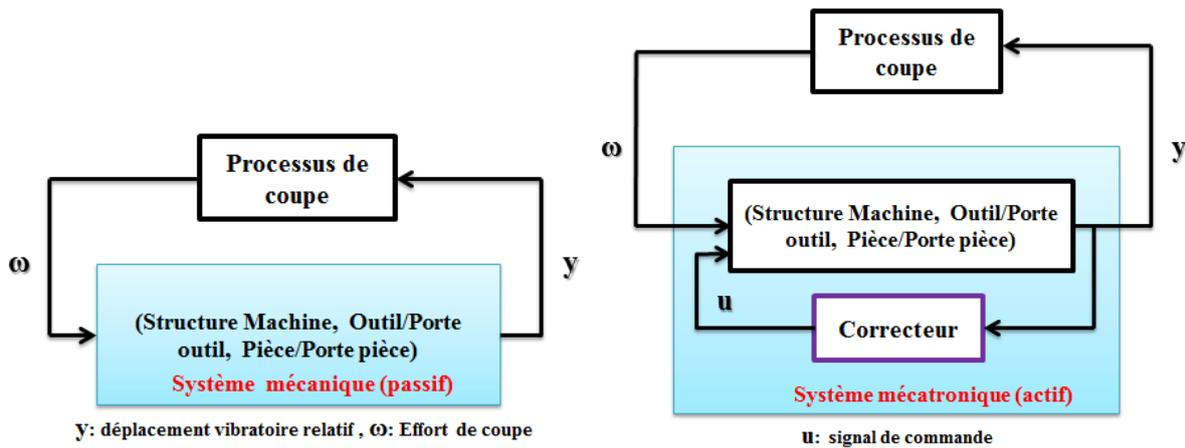 Processus de
coupe
ω
y
(Structure Machine, Outil/Porte
outil, Pièce/Porte pièce)
Système mécanique (passif)
y: déplacement vibratoire relatif , ω: Effort de coupe
Processus de
coupe
ω
y
(Structure Machine, Outil/Porte
outil, Pièce/Porte pièce)
u
Correcteur
Système mécatronique (actif)
u: signal de commande